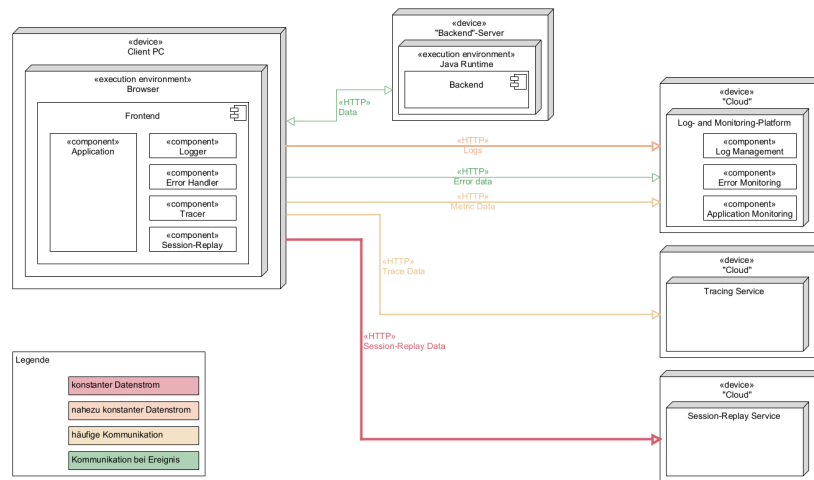 «device»
Client PC
«execution environment»
Browser
Frontend
«component»
Application
«component»
Logger
«component»
Error Handler
«component»
Tracer
«component»
Session-Replay
«device»
"Backend"-Server
«execution environment»
Java Runtime
Backend
«HTTP»
Data
«HTTP»
Logs
«HTTP»
Error data
«HTTP»
Metric Data
«HTTP»
Trace Data
«HTTP»
Session-Replay Data
«device»
"Cloud"
Log- and Monitoring-Platform
«component»
Log Management
«component»
Error Monitoring
«component»
Application Monitoring
«device»
"Cloud"
Tracing Service
«device»
"Cloud"
Session-Replay Service
Legende
konstanter Datenstrom
nahezu konstanter Datenstrom
häufige Kommunikation
Kommunikation bei Ereignis